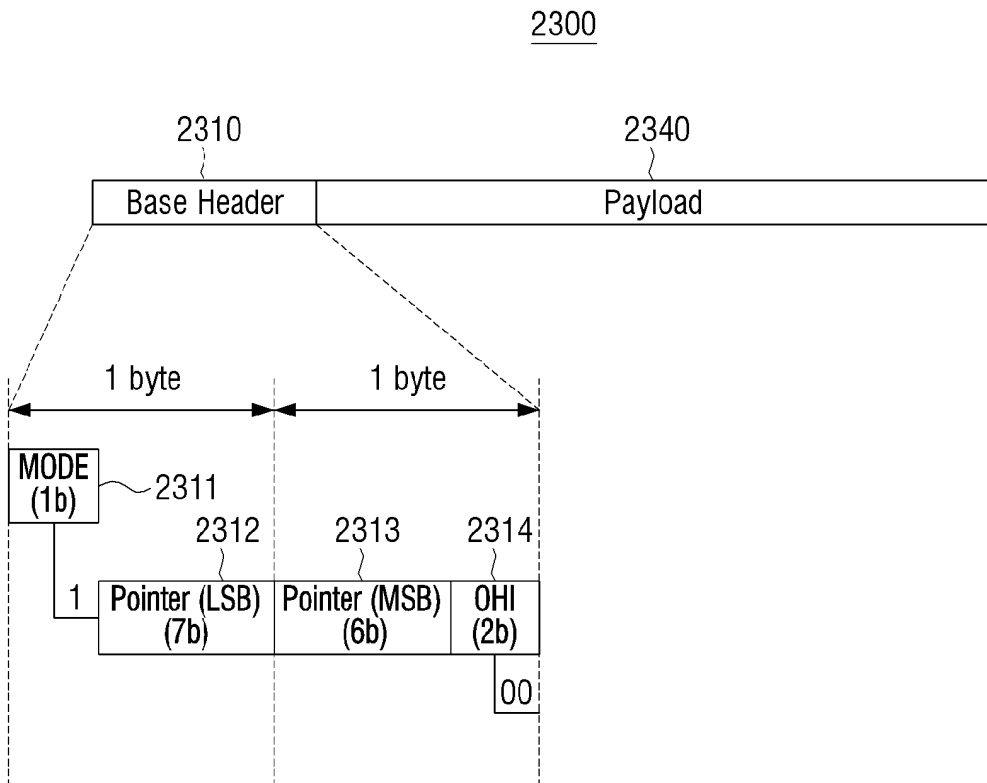 2300
2310
2340
Base Header
Payload
1 byte
1 byte
MODE
(1b)
2311
2312
2313
2314
1
Pointer (LSB)
(7b)
Pointer (MSB)
(6b)
OHI
(2b)
00